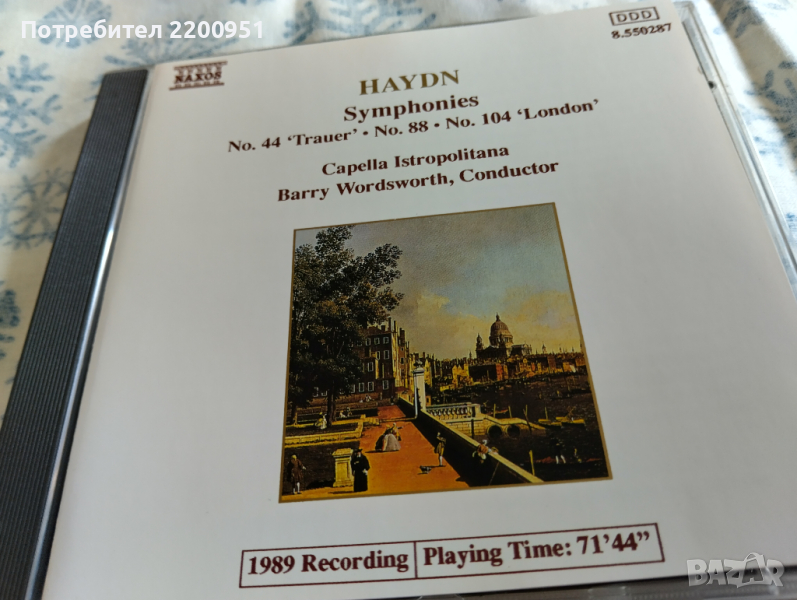 Потребител 2200951
NAXOS
DDD
8.550287
HAYDN
Symphonies
No. 44 ‘Trauer’ • No. 88 • No. 104 ‘London’
Capella Istropolitana
Barry Wordsworth, Conductor
1989 Recording Playing Time: 71’44”
BAZAR